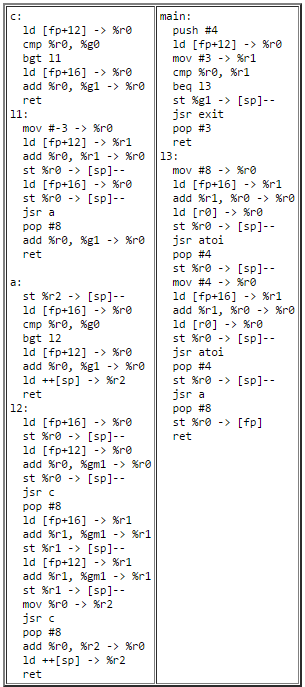 c:
ld [fp+12] -> %r0
cmp %r0, %g0
bgt l1
ld [fp+16] -> %r0
add %r0, %g1 -> %r0
ret
l1:
mov #-3 -> %r0
ld [fp+12] -> %r1
add %r0, %r1 -> %r0
st %r0 -> [sp]--
ld [fp+16] -> %r0
st %r0 -> [sp]--
jsr a
pop #8
add %r0, %g1 -> %r0
ret
a:
st %r2 -> [sp]--
ld [fp+16] -> %r0
cmp %r0, %g0
bgt l2
ld [fp+12] -> %r0
add %r0, %g1 -> %r0
ld ++[sp] -> %r2
ret
l2:
ld [fp+16] -> %r0
st %r0 -> [sp]--
ld [fp+12] -> %r0
add %r0, %gm1 -> %r0
st %r0 -> [sp]--
jsr c
pop #8
ld [fp+16] -> %r1
add %r1, %gm1 -> %r1
st %r1 -> [sp]--
ld [fp+12] -> %r1
add %r1, %gm1 -> %r1
st %r1 -> [sp]--
mov %r0 -> %r2
jsr c
pop #8
add %r0, %r2 -> %r0
ld ++[sp] -> %r2
ret
main:
push #4
ld [fp+12] -> %r0
mov #3 -> %r1
cmp %r0, %r1
beq l3
st %g1 -> [sp]--
jsr exit
pop #3
ret
l3:
mov #8 -> %r0
ld [fp+16] -> %r1
add %r1, %r0 -> %r0
ld [r0] -> %r0
st %r0 -> [sp]--
jsr atoi
pop #4
st %r0 -> [sp]--
mov #4 -> %r0
ld [fp+16] -> %r1
add %r1, %r0 -> %r0
ld [r0] -> %r0
st %r0 -> [sp]--
jsr atoi
pop #4
st %r0 -> [sp]--
jsr a
pop #8
st %r0 -> [fp]
ret